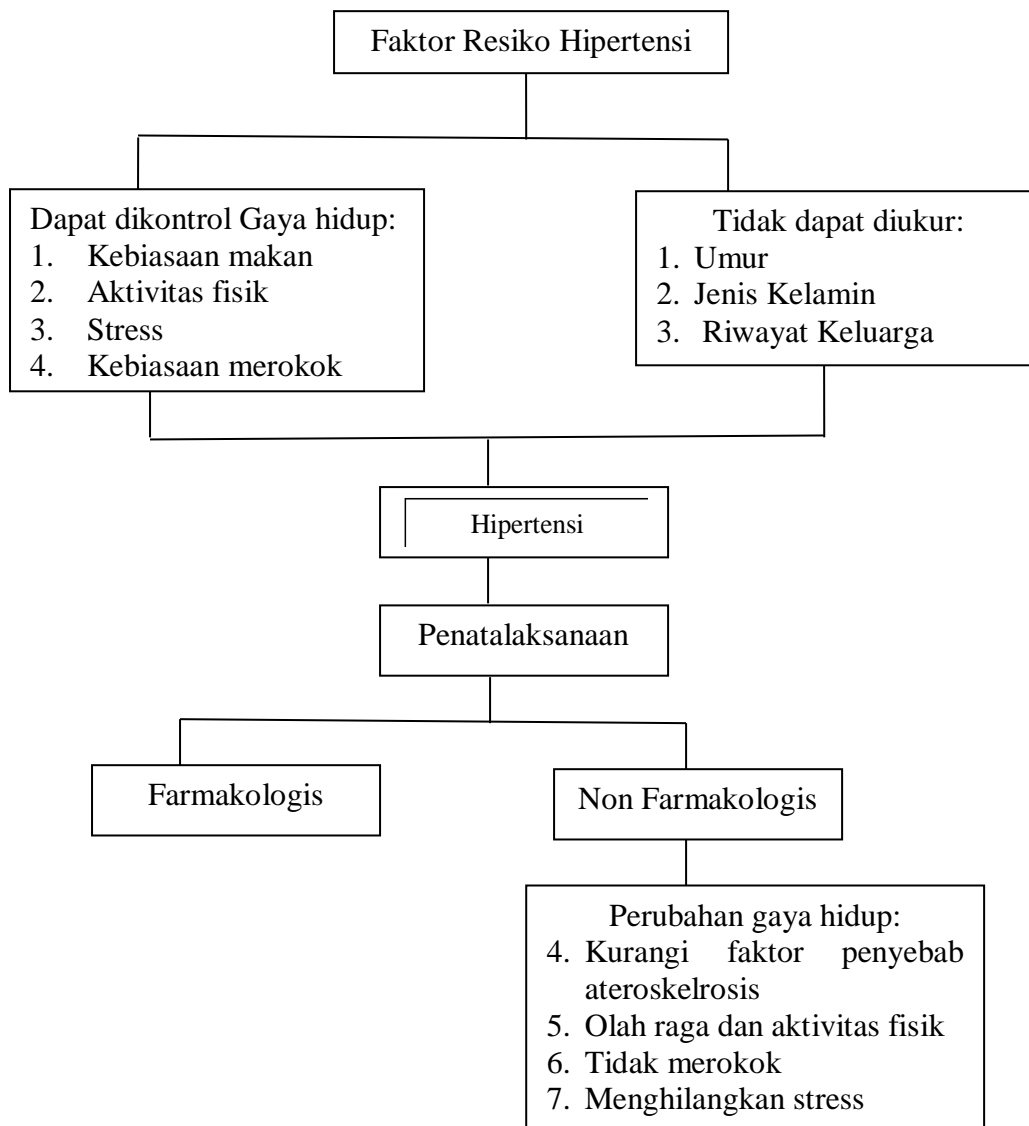 Faktor Resiko Hipertensi
Dapat dikontrol Gaya hidup:
1. Kebiasaan makan
2. Aktivitas fisik
3. Stress
4. Kebiasaan merokok
Tidak dapat diukur:
1. Umur
2. Jenis Kelamin
3. Riwayat Keluarga
Hipertensi
Penatalaksanaan
Farmakologis
Non Farmakologis
Perubahan gaya hidup:
4. Kurangi faktor penyebab
ateroskelrosis
5. Olah raga dan aktivitas fisik
6. Tidak merokok
7. Menghilangkan stress